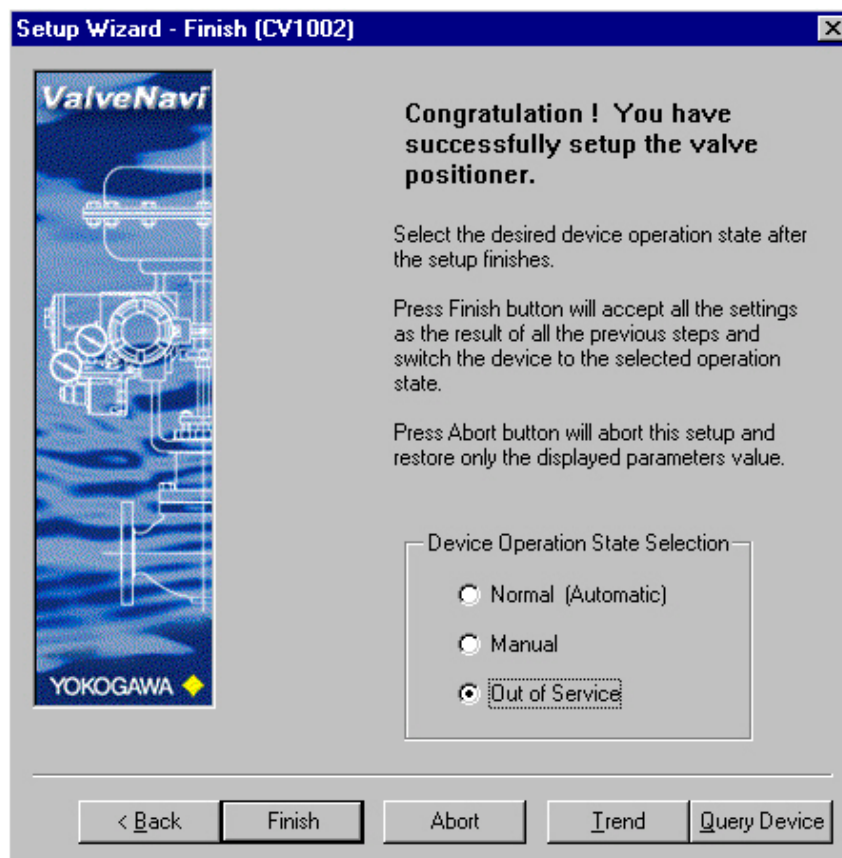 Setup Wizard - Finish (CV1002)
ValveNavi
Congratulation ! You have
successfully setup the valve
positioner.
Select the desired device operation state after
the setup finishes.
Press Finish button will accept all the settings
as the result of all the previous steps and
switch the device to the selected operation
state.
Press Abort button will abort this setup and
restore only the displayed parameters value.
Device Operation State Selection
Normal (Automatic)
Manual
Out of Service
YOKOGAWA
< Back
Finish
Abort
Trend
Query Device